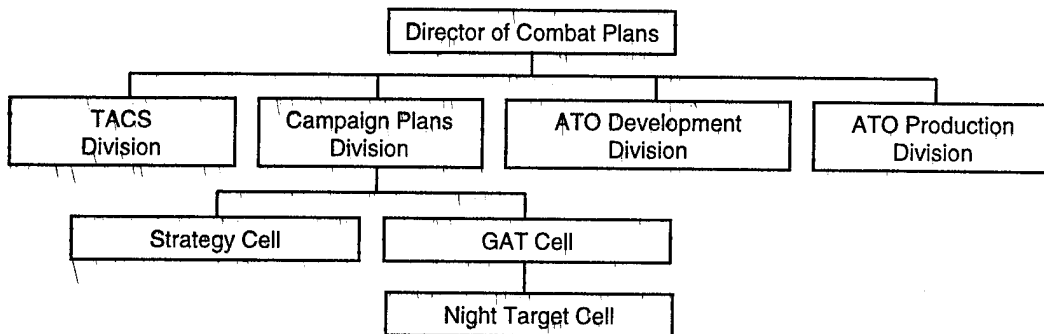 Director of Combat Plans
TACS
Division
Campaign Plans
Division
ATO Development
Division
ATO Production
Division
Strategy Cell
GAT Cell
Night Target Cell